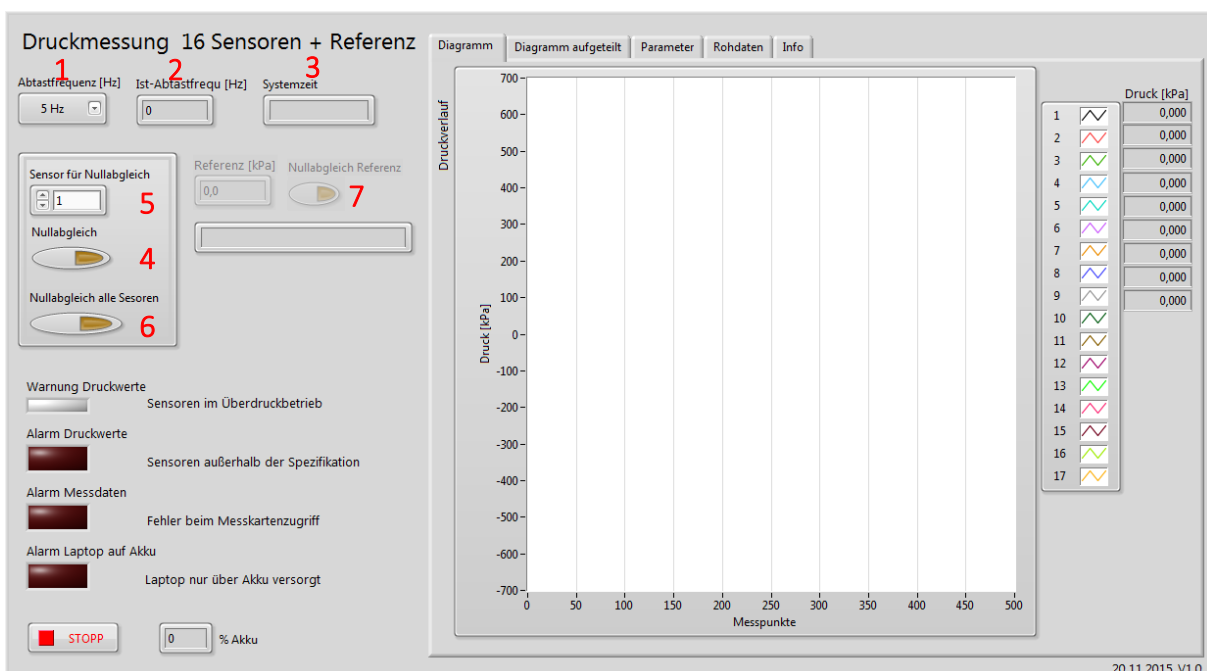 Druckmessung 16 Sensoren + Referenz
1 2 3
Abtastfrequenz [Hz] Ist-Abtastfrequ [Hz] Systemzeit
5 Hz 0
Sensor für Nullabgleich
1 5
Nullabgleich
4
Nullabgleich alle Sesoren
6
Referenz [kPa] Nullabgleich Referenz
0,0 7
Warnung Druckwerte
Sensoren im Überdruckbetrieb
Alarm Druckwerte
Sensoren außerhalb der Spezifikation
Alarm Messdaten
Fehler beim Messkartenzugriff
Alarm Laptop auf Akku
Laptop nur über Akku versorgt
STOPP 0 % Akku
Diagramm Diagramm aufgeteilt Parameter Rohdaten Info
Druckverlauf
Druck [kPa]
700
600
500
400
300
200
100
0
-100
-200
-300
-400
-500
-600
-700
0 50 100 150 200 250 300 350 400 450 500
Messpunkte
Druck [kPa]
1 0,000
2 0,000
3 0,000
4 0,000
5 0,000
6 0,000
7 0,000
8 0,000
9 0,000
10
11
12
13
14
15
16
17
20.11.2015 V1.0